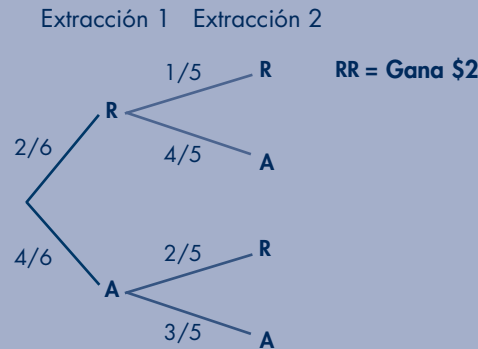 Extracción 1 Extracción 2
1/5 R RR = Gana $2
R
2/6
4/5 A
4/6
2/5 R
A
3/5 A